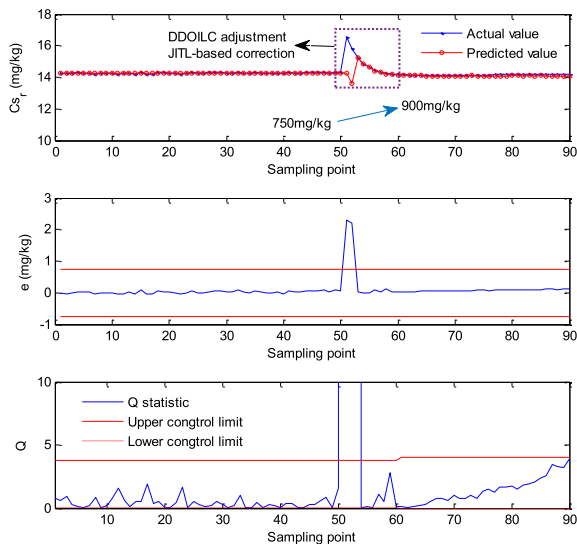 18
16
14
12
10
Cs_r (mg/kg)
DDOILC adjustment
JITL-based correction
Actual value
Predicted value
750mg/kg
900mg/kg
0 10 20 30 40 50 60 70 80 90
Sampling point
3
2
1
0
-1
e (mg/kg)
0 10 20 30 40 50 60 70 80 90
Sampling point
10
5
0
Q
Q statistic
Upper congtrol limit
Lower congtrol limit
0 10 20 30 40 50 60 70 80 90
Sampling point